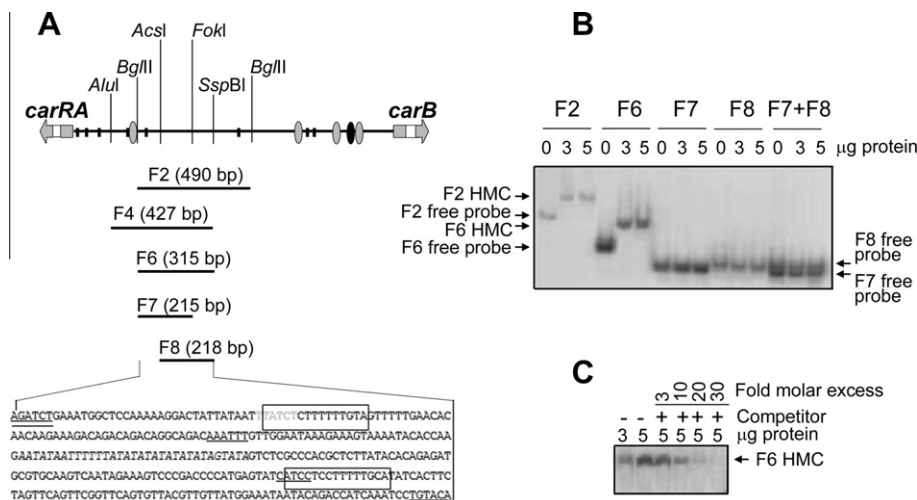 A
AcsI FokI
BglII BglII
AluI SspBI
carRA carB
F2 (490 bp)
F4 (427 bp)
F6 (315 bp)
F7 (215 bp)
F8 (218 bp)
AGATCTGAAATGGCTCCAAAAAGGACTATTATAATTTATCTCTTTTTTGTAGTTTTTGAACAC
AACAAGAAAGACAGACAGACAGGCAGACAAATTTGTTGGAATAAAGAAAGTAAAATACACCAA
GAATATAATTTTTATATATATATATATATAGTATAGTCGCCCACGCTCTTATACACAGAGAT
GCGTGCAAGTCAATAGAGAATGTCCCGACCCCATGAGTATCATCCTCCTTTTTGCATATCACTTC
TAGTTCAGTTCGGTTCAGTGTTACGTTGTTATGGAAATAATACAGACCATCAAATCCTGTACA
B
F2 F6 F7 F8 F7+F8
0 3 5 0 3 5 0 3 5 0 3 5 0 3 5 µg protein
F2 HMC
F2 free probe
F6 HMC
F6 free probe
F8 free probe
F7 free probe
C
3 10 20 30 Fold molar excess
- - + + + + Competitor
3 5 5 5 5 5 µg protein
F6 HMC